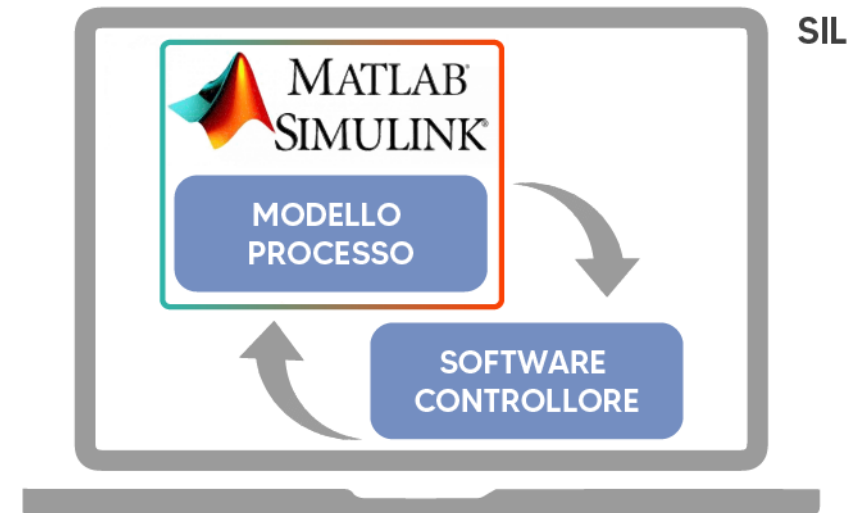 SIL
MATLAB®
SIMULINK®
MODELLO
PROCESSO
SOFTWARE
CONTROLLORE